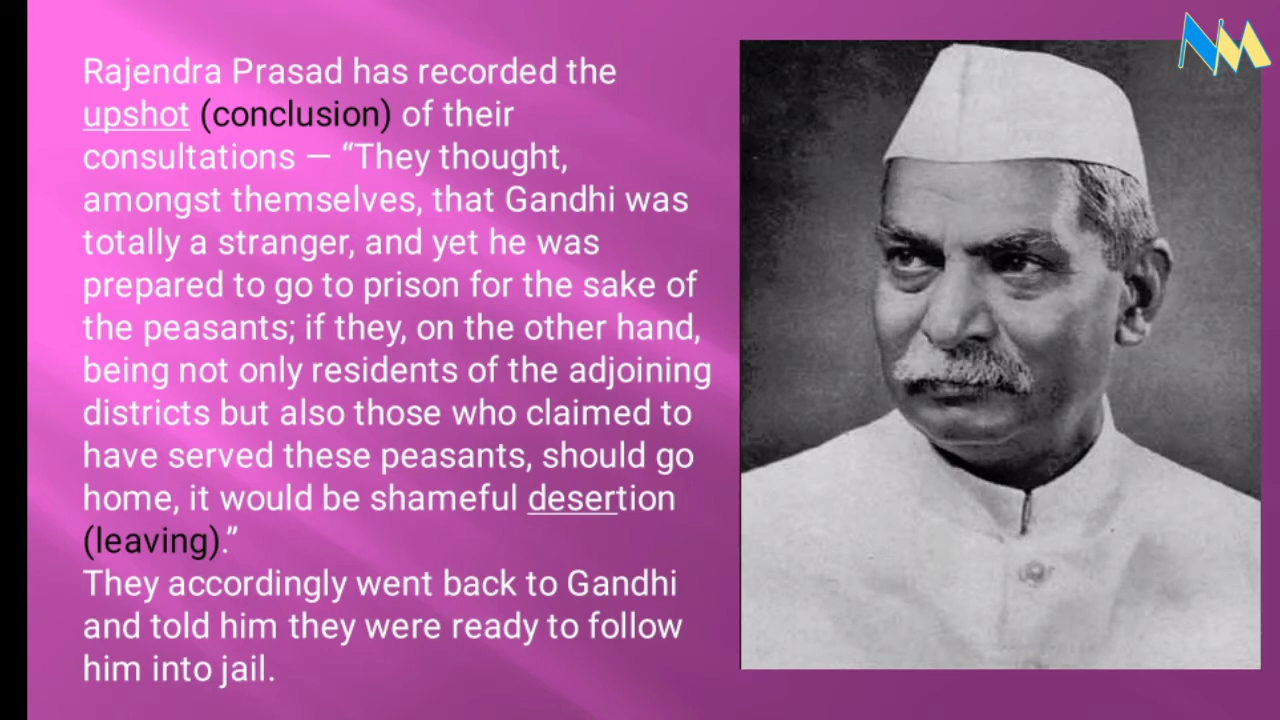 Rajendra Prasad has recorded the
upshot (conclusion) of their
consultations — “They thought,
amongst themselves, that Gandhi was
totally a stranger, and yet he was
prepared to go to prison for the sake of
the peasants; if they, on the other hand,
being not only residents of the adjoining
districts but also those who claimed to
have served these peasants, should go
home, it would be shameful desertion
(leaving).”
They accordingly went back to Gandhi
and told him they were ready to follow
him into jail.
NM